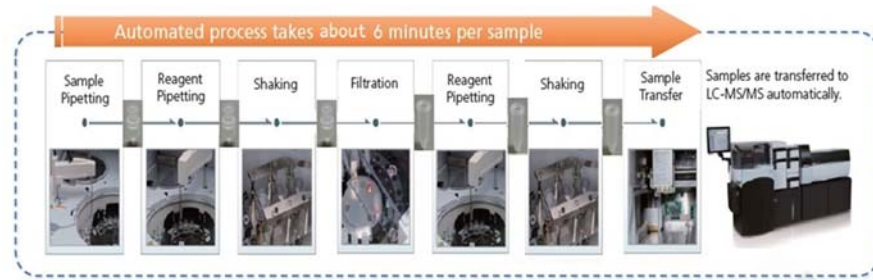 Automated process takes about 6 minutes per sample
Sample
Pipetting
Reagent
Pipetting
Shaking
Filtration
Reagent
Pipetting
Shaking
Sample
Transfer
Samples are transferred to
LC-MS/MS automatically.